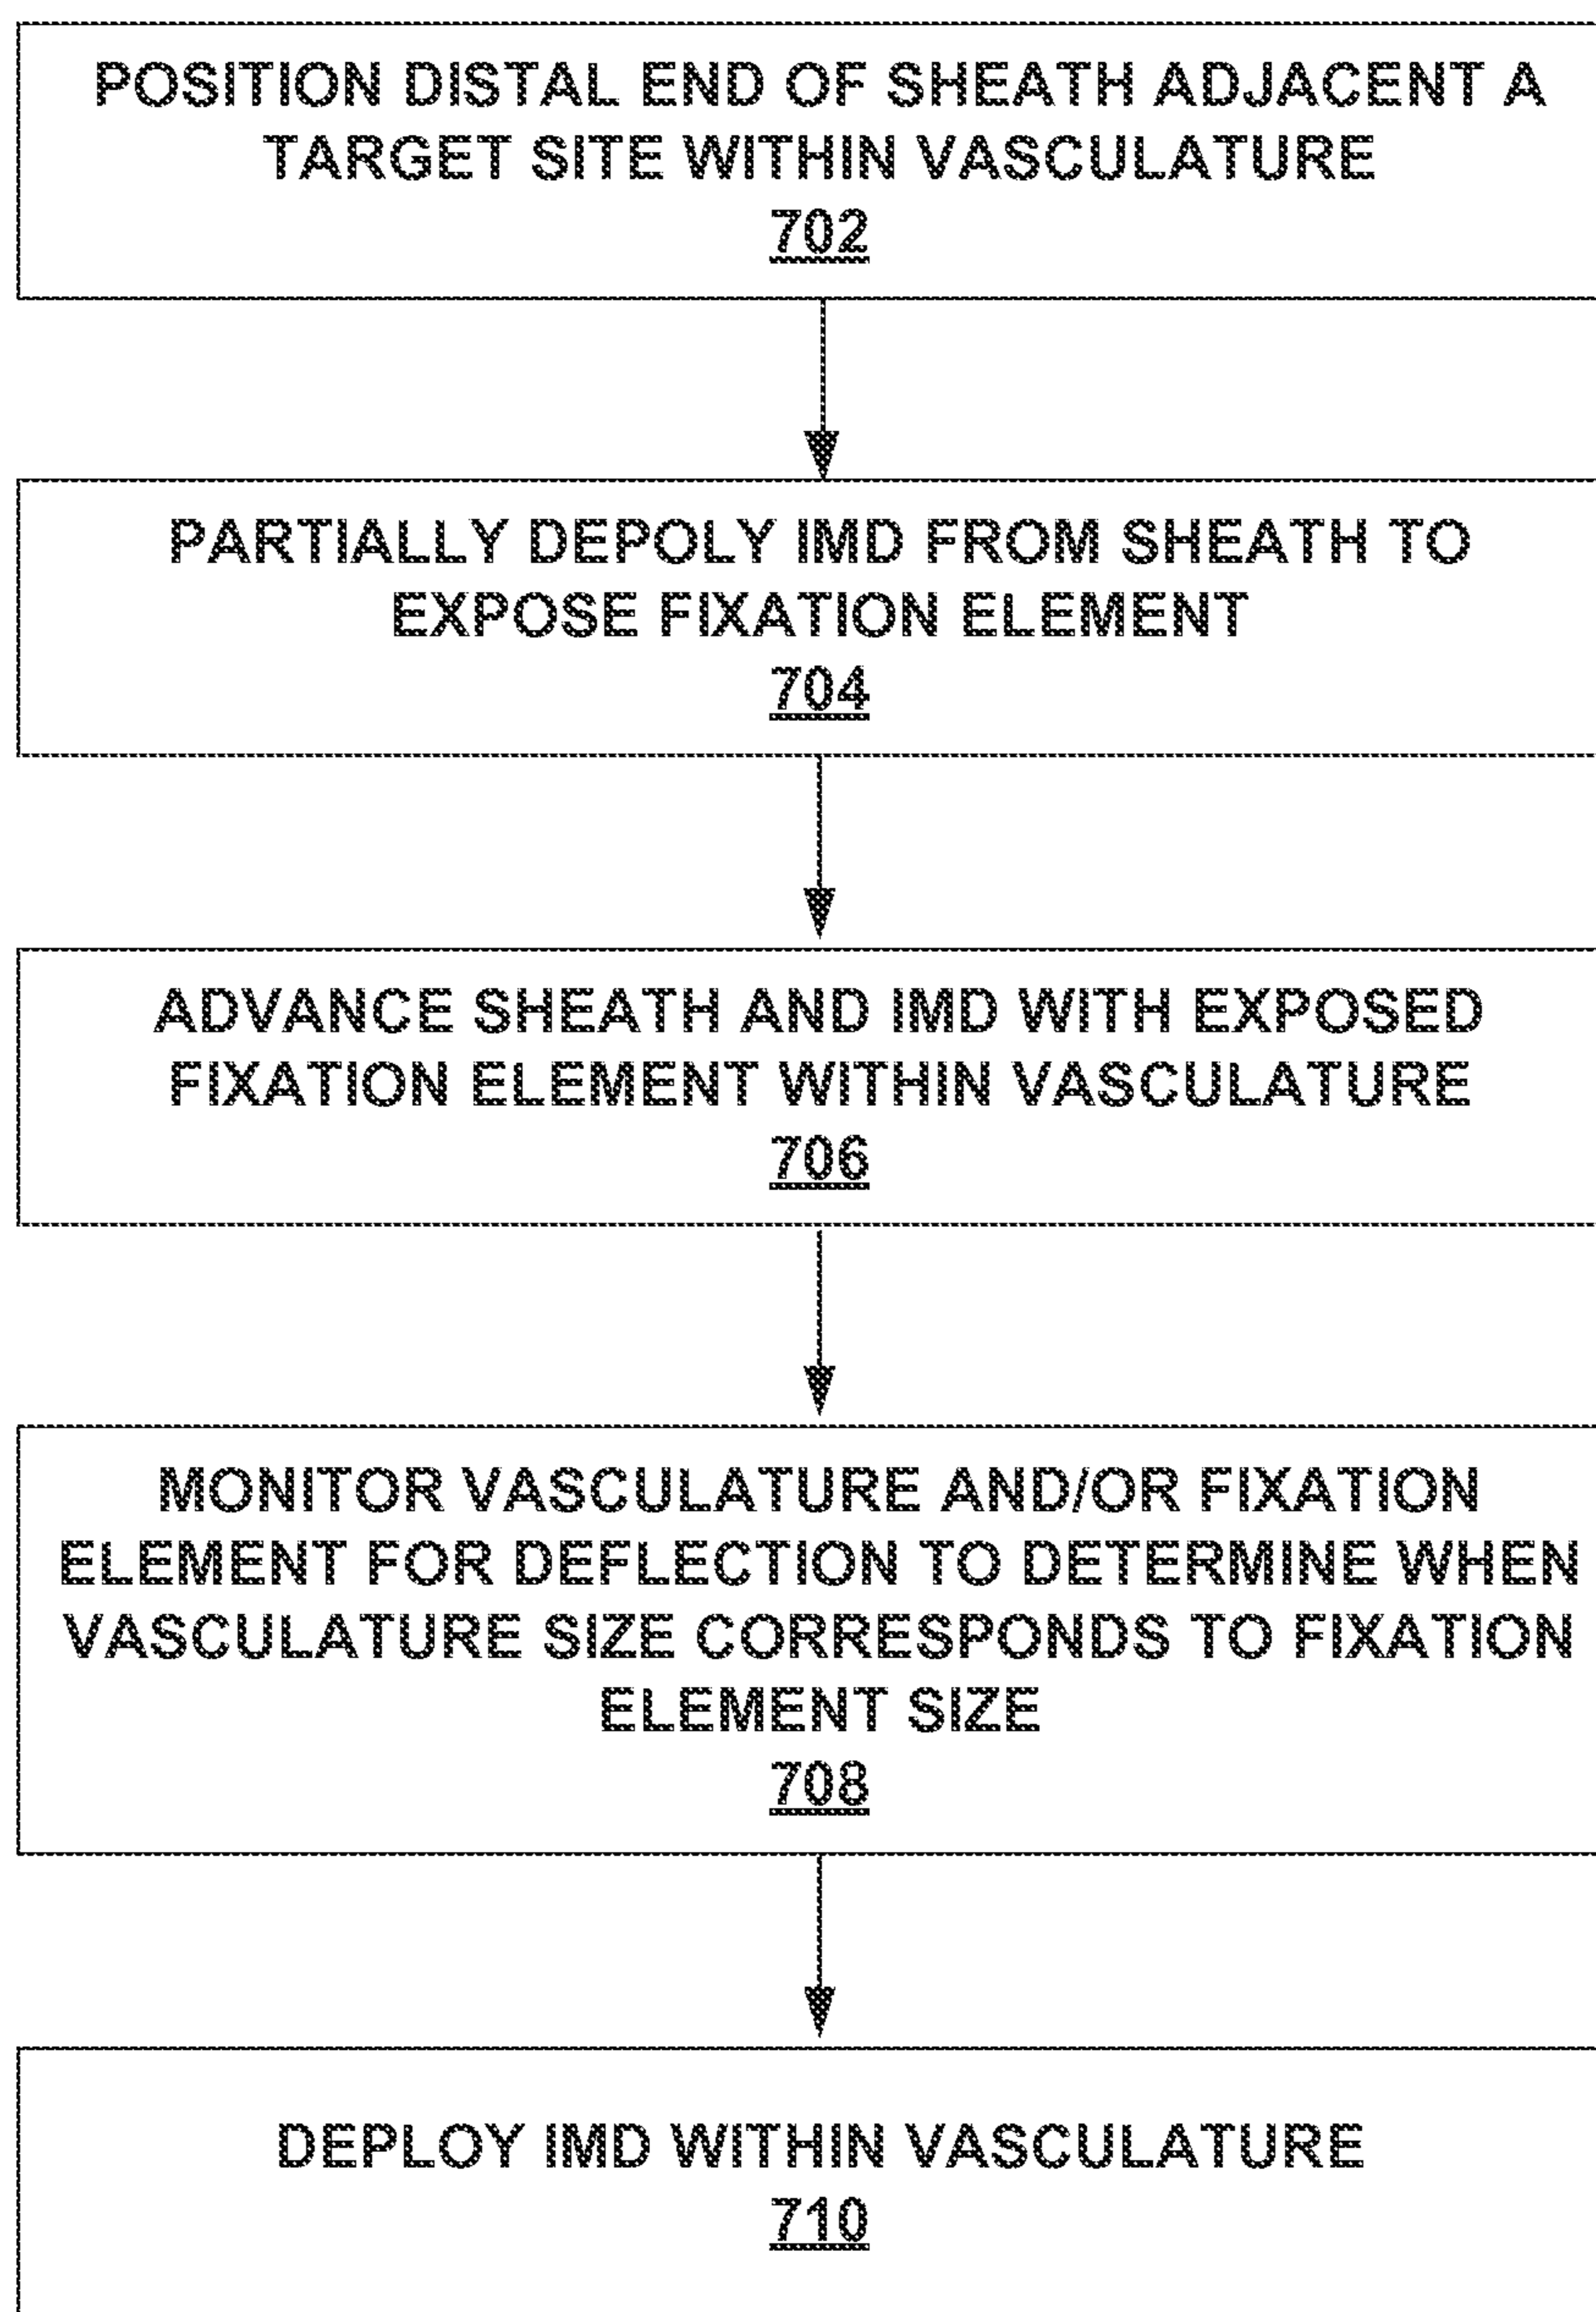 POSITION DISTAL END OF SHEATH ADJACENT A
TARGET SITE WITHIN VASCULATURE
702
PARTIALLY DEPOLY IMD FROM SHEATH TO
EXPOSE FIXATION ELEMENT
704
ADVANCE SHEATH AND IMD WITH EXPOSED
FIXATION ELEMENT WITHIN VASCULATURE
706
MONITOR VASCULATURE AND/OR FIXATION
ELEMENT FOR DEFLECTION TO DETERMINE WHEN
VASCULATURE SIZE CORRESPONDS TO FIXATION
ELEMENT SIZE
708
DEPLOY IMD WITHIN VASCULATURE
710